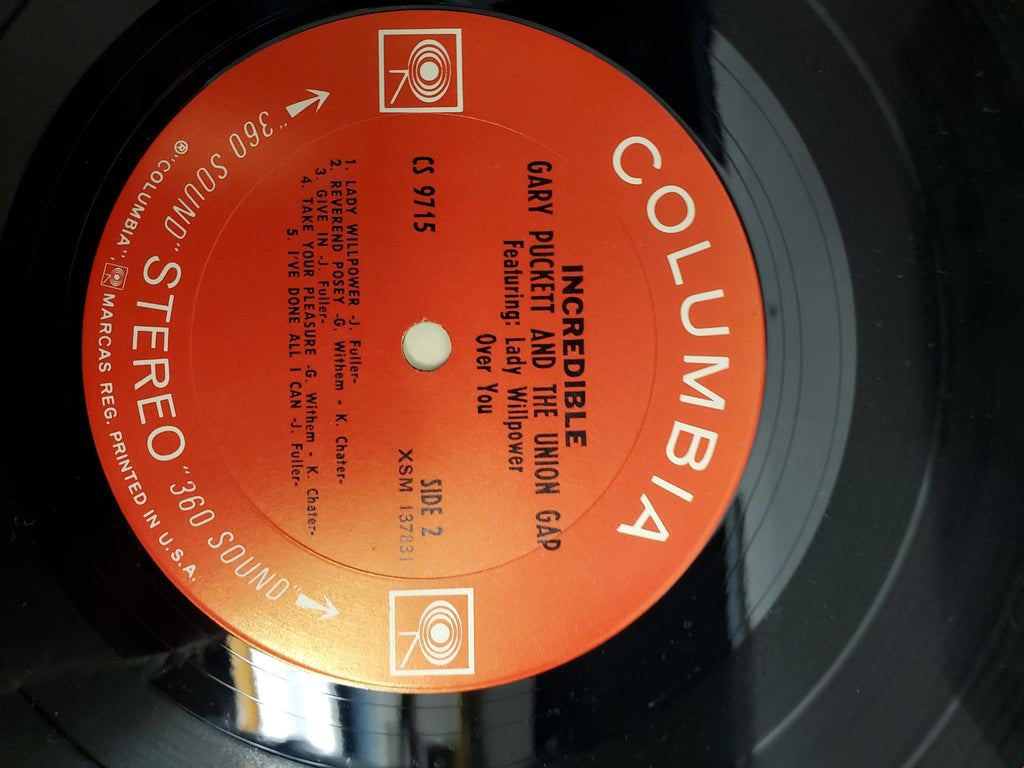 COLUMBIA
INCREDIBLE
GARY PUCKETT AND THE UNION GAP
Featuring: Lady Willpower
Over You
CS 9715
SIDE 2
XSM 137831
1. LADY WILLPOWER -J. Fuller-
2. REVEREND POSEY -G. Withem - K. Chater-
3. GIVE IN -J. Fuller-
4. TAKE YOUR PLEASURE -G. Withem - K. Chater-
5. I'VE DONE ALL I CAN -J. Fuller-
"360 SOUND" STEREO "360 SOUND"
®"COLUMBIA", MARCAS REG. PRINTED IN U.S.A.